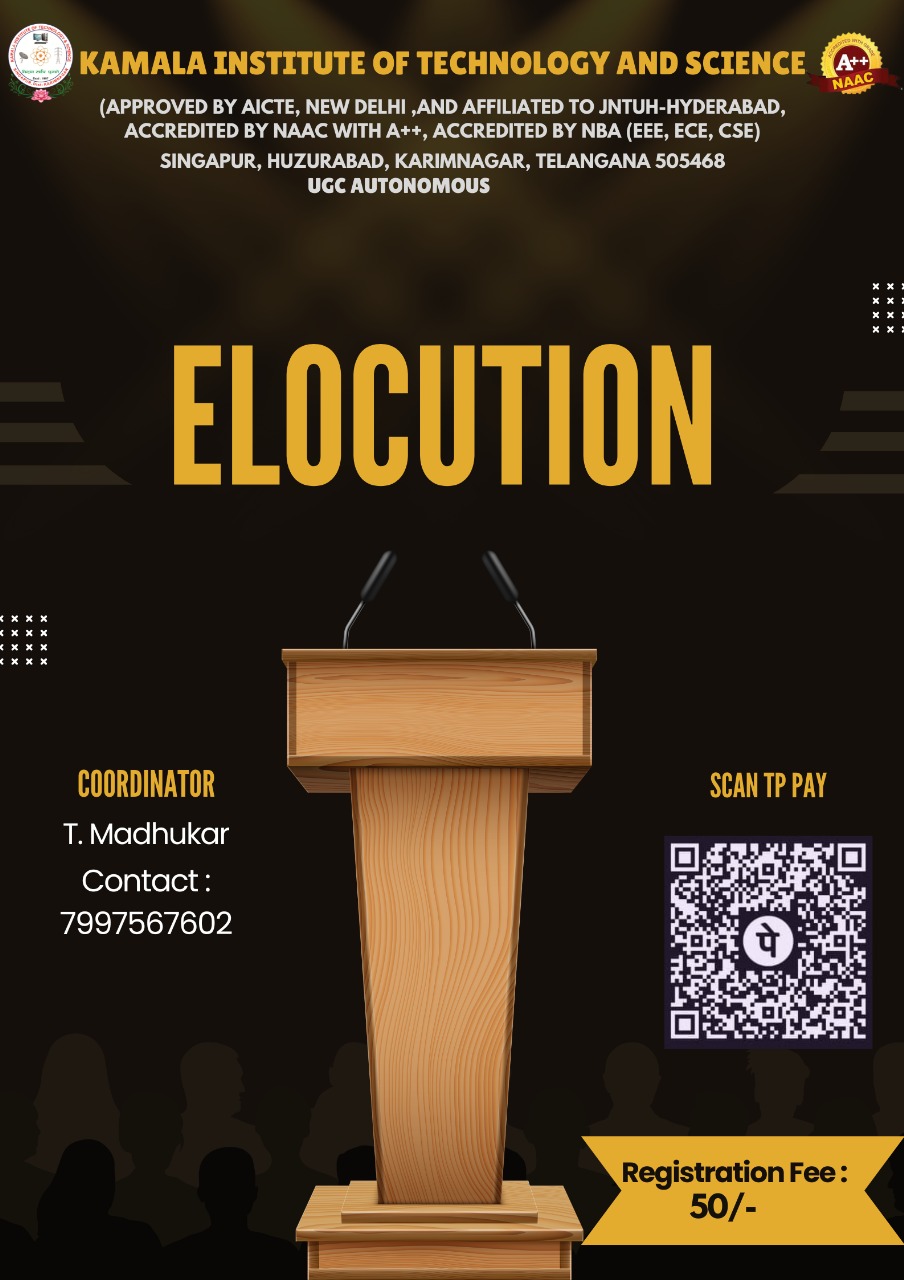 KAMALA INSTITUTE OF TECHNOLOGY AND SCIENCE
A++
NAAC
(APPROVED BY AICTE, NEW DELHI ,AND AFFILIATED TO JNTUH-HYDERABAD,
ACCREDITED BY NAAC WITH A++, ACCREDITED BY NBA (EEE, ECE, CSE)
SINGAPUR, HUZURABAD, KARIMNAGAR, TELANGANA 505468
UGC AUTONOMOUS
ELOCUTION
COORDINATOR
T. Madhukar
Contact :
7997567602
SCAN TP PAY
पे
Registration Fee :
50/-